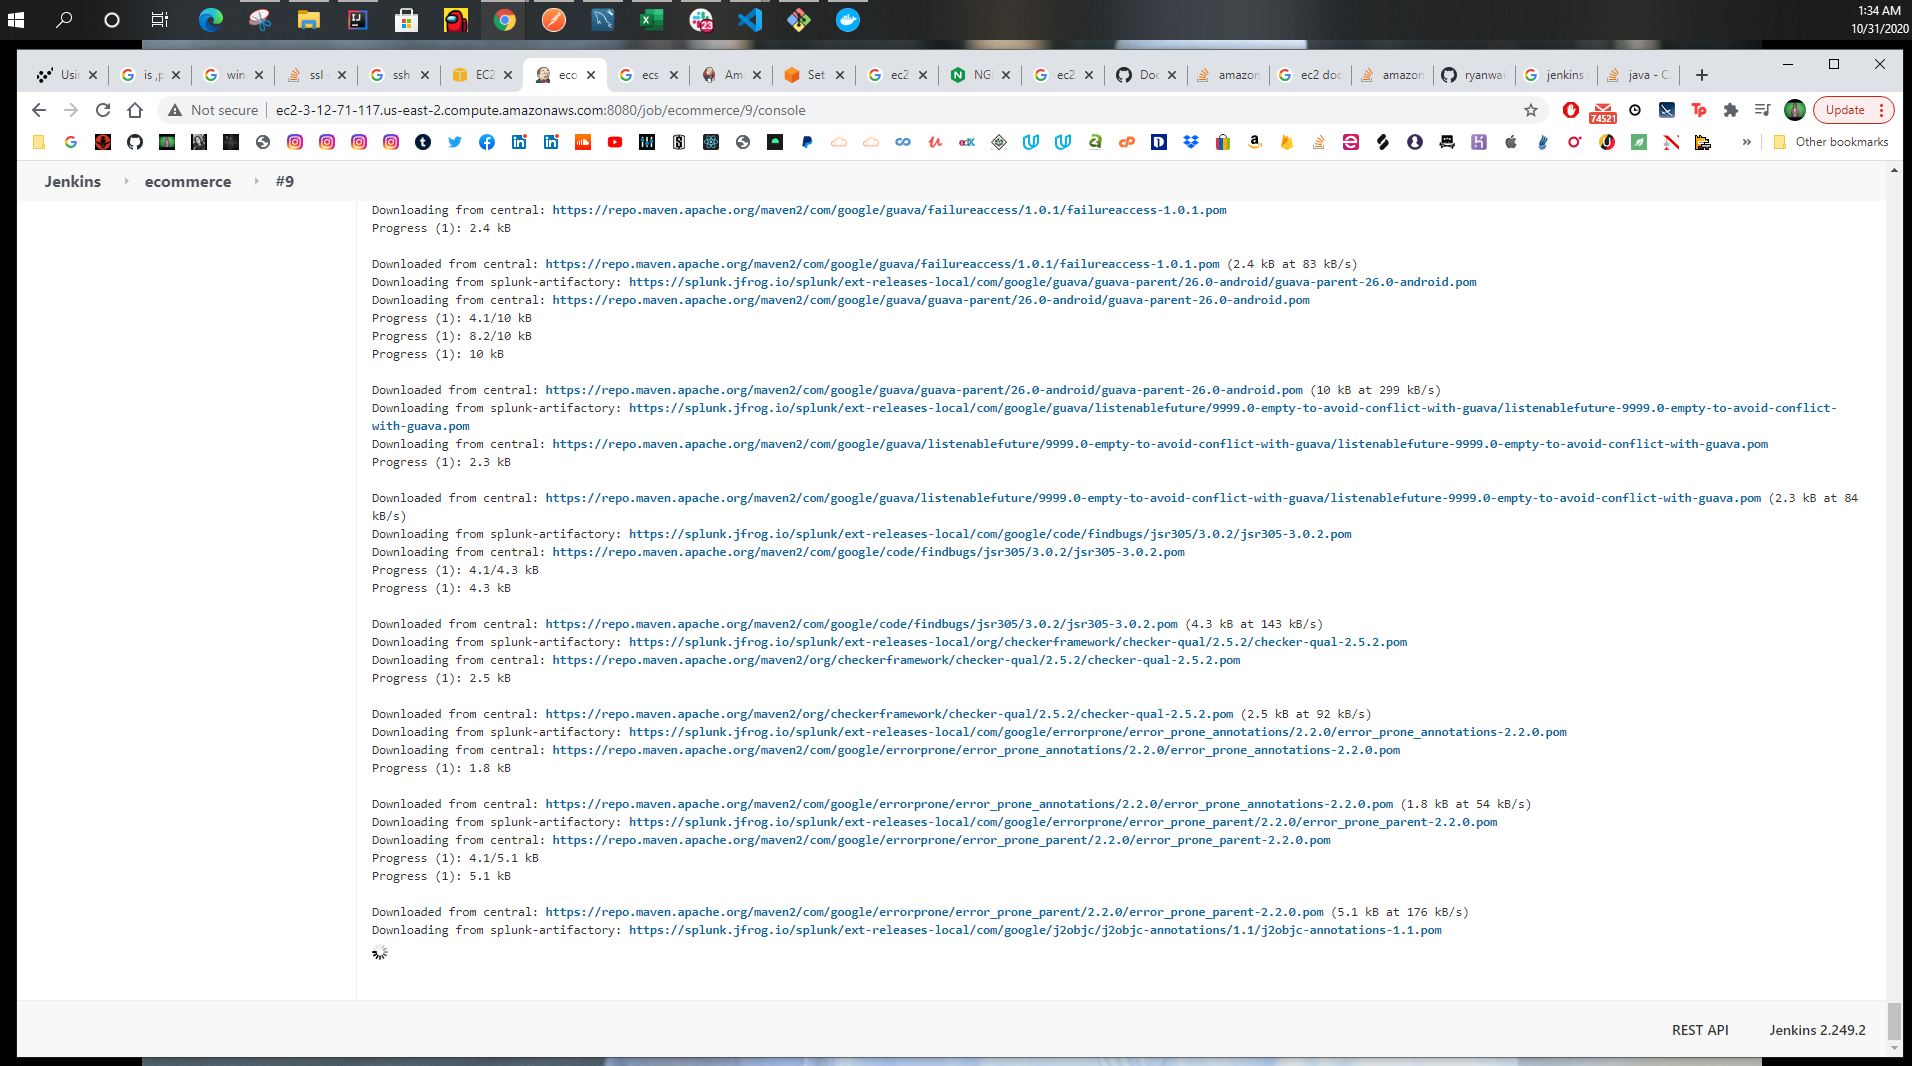 1:34 AM
10/31/2020
23
Usin
is ,p
win
ssl -
ssh
EC2
eco
ecs
Am
Set
ec2
NG
ec2
Doc
amazon
ec2 doc
amazon
ryanwai
jenkins
java - Ca
Not secure
ec2-3-12-71-117.us-east-2.compute.amazonaws.com:8080/job/ecommerce/9/console
74521
Update
Other bookmarks
Jenkins
ecommerce
#9
Downloading from central: https://repo.maven.apache.org/maven2/com/google/guava/failureaccess/1.0.1/failureaccess-1.0.1.pom
Progress (1): 2.4 kB
Downloaded from central: https://repo.maven.apache.org/maven2/com/google/guava/failureaccess/1.0.1/failureaccess-1.0.1.pom (2.4 kB at 83 kB/s)
Downloading from splunk-artifactory: https://splunk.jfrog.io/splunk/ext-releases-local/com/google/guava/guava-parent/26.0-android/guava-parent-26.0-android.pom
Downloading from central: https://repo.maven.apache.org/maven2/com/google/guava/guava-parent/26.0-android/guava-parent-26.0-android.pom
Progress (1): 4.1/10 kB
Progress (1): 8.2/10 kB
Progress (1): 10 kB
Downloaded from central: https://repo.maven.apache.org/maven2/com/google/guava/guava-parent/26.0-android/guava-parent-26.0-android.pom (10 kB at 299 kB/s)
Downloading from splunk-artifactory: https://splunk.jfrog.io/splunk/ext-releases-local/com/google/guava/listenablefuture/9999.0-empty-to-avoid-conflict-with-guava/listenablefuture-9999.0-empty-to-avoid-conflict-
with-guava.pom
Downloading from central: https://repo.maven.apache.org/maven2/com/google/guava/listenablefuture/9999.0-empty-to-avoid-conflict-with-guava/listenablefuture-9999.0-empty-to-avoid-conflict-with-guava.pom
Progress (1): 2.3 kB
Downloaded from central: https://repo.maven.apache.org/maven2/com/google/guava/listenablefuture/9999.0-empty-to-avoid-conflict-with-guava/listenablefuture-9999.0-empty-to-avoid-conflict-with-guava.pom (2.3 kB at 84
kB/s)
Downloading from splunk-artifactory: https://splunk.jfrog.io/splunk/ext-releases-local/com/google/code/findbugs/jsr305/3.0.2/jsr305-3.0.2.pom
Downloading from central: https://repo.maven.apache.org/maven2/com/google/code/findbugs/jsr305/3.0.2/jsr305-3.0.2.pom
Progress (1): 4.1/4.3 kB
Progress (1): 4.3 kB
Downloaded from central: https://repo.maven.apache.org/maven2/com/google/code/findbugs/jsr305/3.0.2/jsr305-3.0.2.pom (4.3 kB at 143 kB/s)
Downloading from splunk-artifactory: https://splunk.jfrog.io/splunk/ext-releases-local/org/checkerframework/checker-qual/2.5.2/checker-qual-2.5.2.pom
Downloading from central: https://repo.maven.apache.org/maven2/org/checkerframework/checker-qual/2.5.2/checker-qual-2.5.2.pom
Progress (1): 2.5 kB
Downloaded from central: https://repo.maven.apache.org/maven2/org/checkerframework/checker-qual/2.5.2/checker-qual-2.5.2.pom (2.5 kB at 92 kB/s)
Downloading from splunk-artifactory: https://splunk.jfrog.io/splunk/ext-releases-local/com/google/errorprone/error_prone_annotations/2.2.0/error_prone_annotations-2.2.0.pom
Downloading from central: https://repo.maven.apache.org/maven2/com/google/errorprone/error_prone_annotations/2.2.0/error_prone_annotations-2.2.0.pom
Progress (1): 1.8 kB
Downloaded from central: https://repo.maven.apache.org/maven2/com/google/errorprone/error_prone_annotations/2.2.0/error_prone_annotations-2.2.0.pom (1.8 kB at 54 kB/s)
Downloading from splunk-artifactory: https://splunk.jfrog.io/splunk/ext-releases-local/com/google/errorprone/error_prone_parent/2.2.0/error_prone_parent-2.2.0.pom
Downloading from central: https://repo.maven.apache.org/maven2/com/google/errorprone/error_prone_parent/2.2.0/error_prone_parent-2.2.0.pom
Progress (1): 4.1/5.1 kB
Progress (1): 5.1 kB
Downloaded from central: https://repo.maven.apache.org/maven2/com/google/errorprone/error_prone_parent/2.2.0/error_prone_parent-2.2.0.pom (5.1 kB at 176 kB/s)
Downloading from splunk-artifactory: https://splunk.jfrog.io/splunk/ext-releases-local/com/google/j2objc/j2objc-annotations/1.1/j2objc-annotations-1.1.pom
REST API
Jenkins 2.249.2